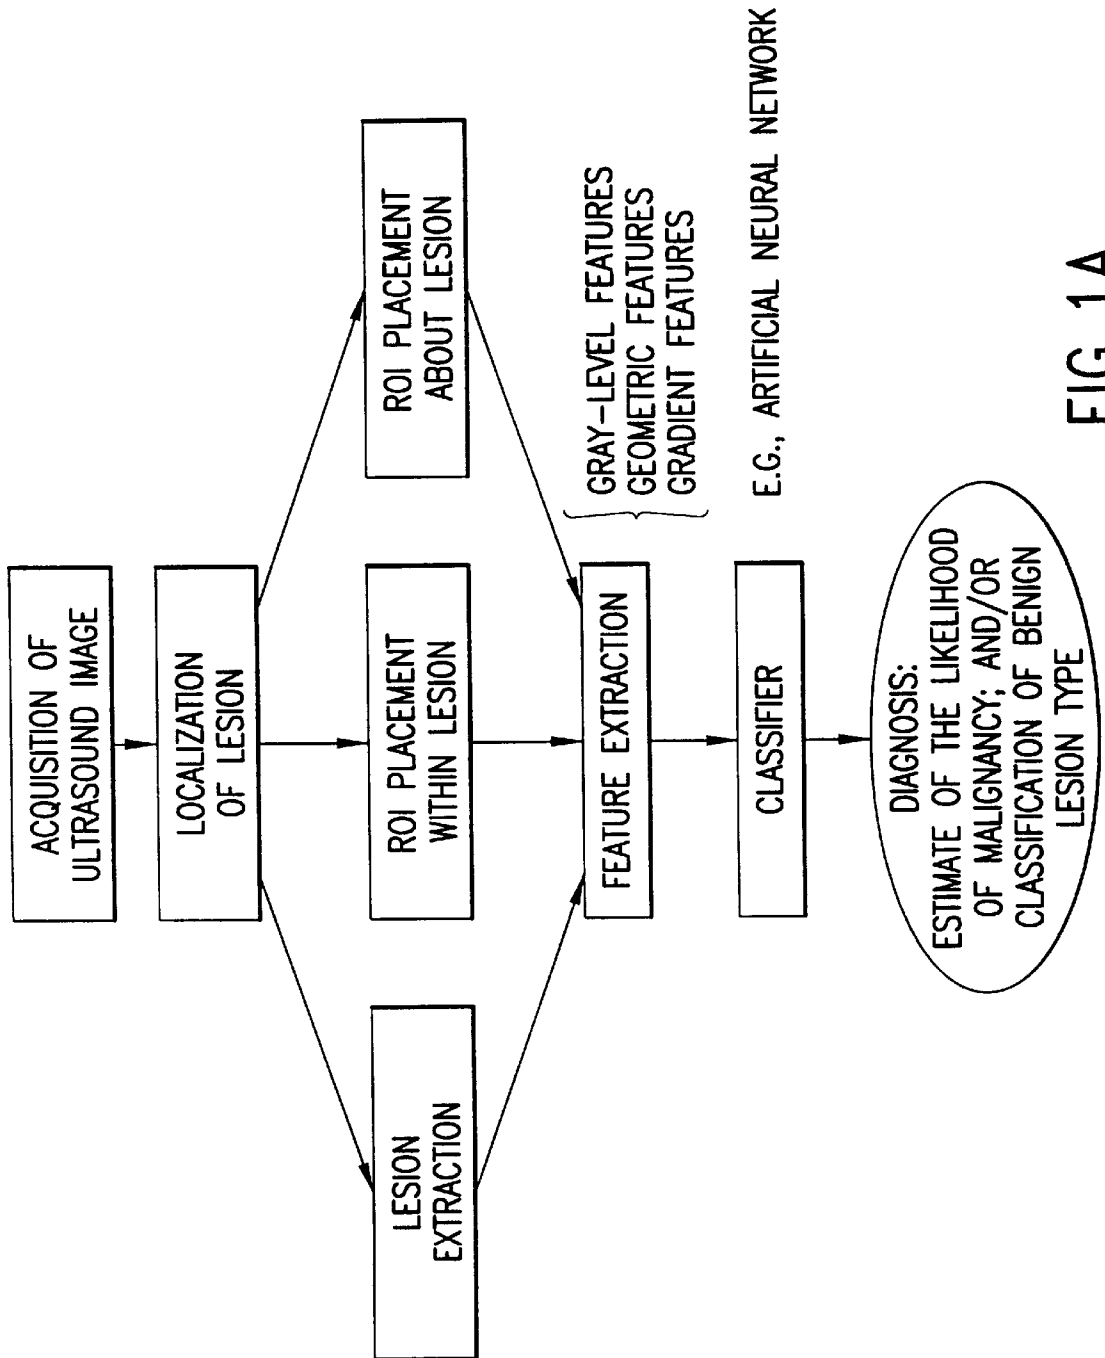 ACQUISITION OF
ULTRASOUND IMAGE
LOCALIZATION
OF LESION
LESION
EXTRACTION
ROI PLACEMENT
WITHIN LESION
ROI PLACEMENT
ABOUT LESION
FEATURE EXTRACTION
GRAY-LEVEL FEATURES
GEOMETRIC FEATURES
GRADIENT FEATURES
CLASSIFIER
E.G., ARTIFICIAL NEURAL NETWORK
DIAGNOSIS:
ESTIMATE OF THE LIKELIHOOD
OF MALIGNANCY; AND/OR
CLASSIFICATION OF BENIGN
LESION TYPE
FIG. 1A